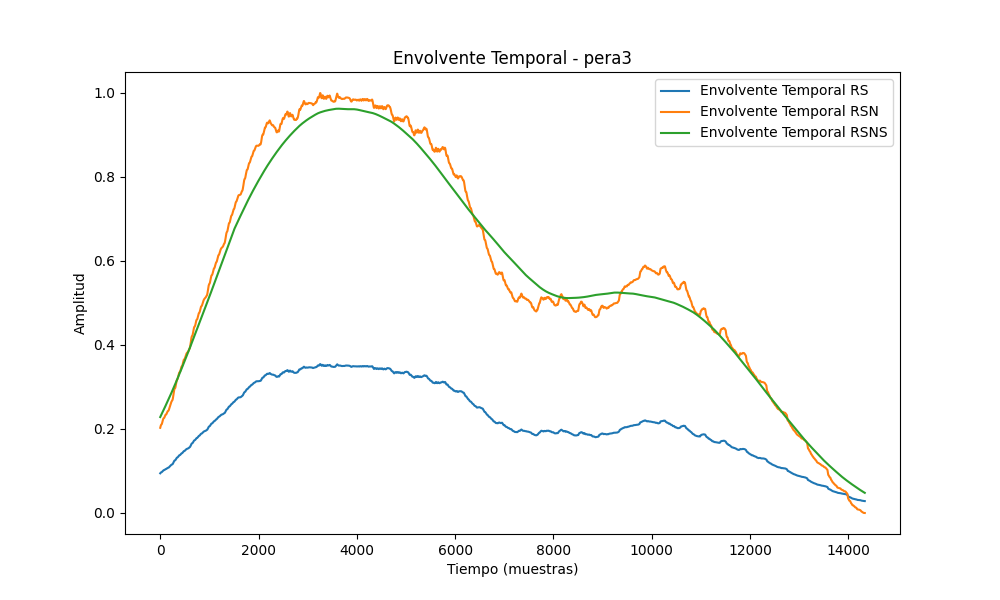 Envolvente Temporal - pera3
Envolvente Temporal RS
Envolvente Temporal RSN
Envolvente Temporal RSNS
Amplitud
1.0
0.8
0.6
0.4
0.2
0.0
0 2000 4000 6000 8000 10000 12000 14000
Tiempo (muestras)